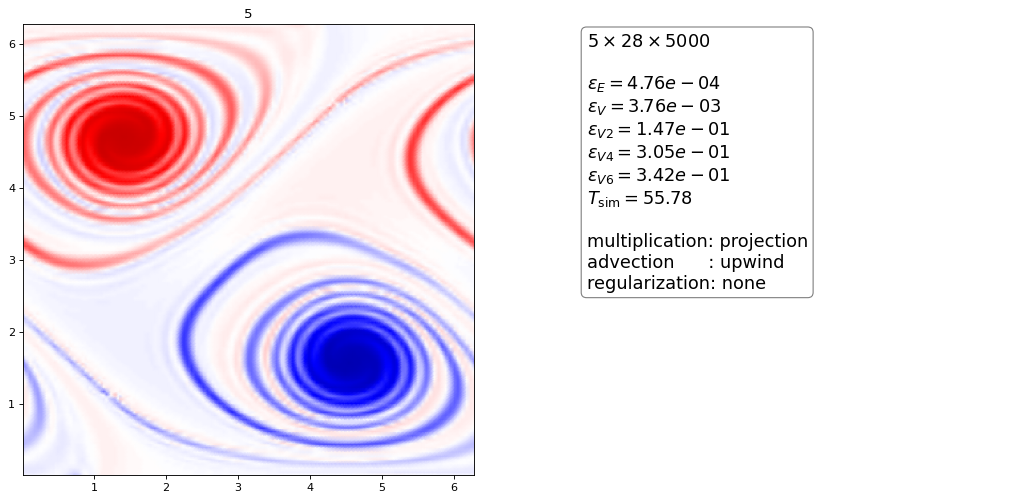 5
6
5
4
3
2
1
1 2 3 4 5 6
5 × 28 × 5000
ε_E = 4.76e − 04
ε_V = 3.76e − 03
ε_V2 = 1.47e − 01
ε_V4 = 3.05e − 01
ε_V6 = 3.42e − 01
T_sim = 55.78
multiplication: projection
advection : upwind
regularization: none